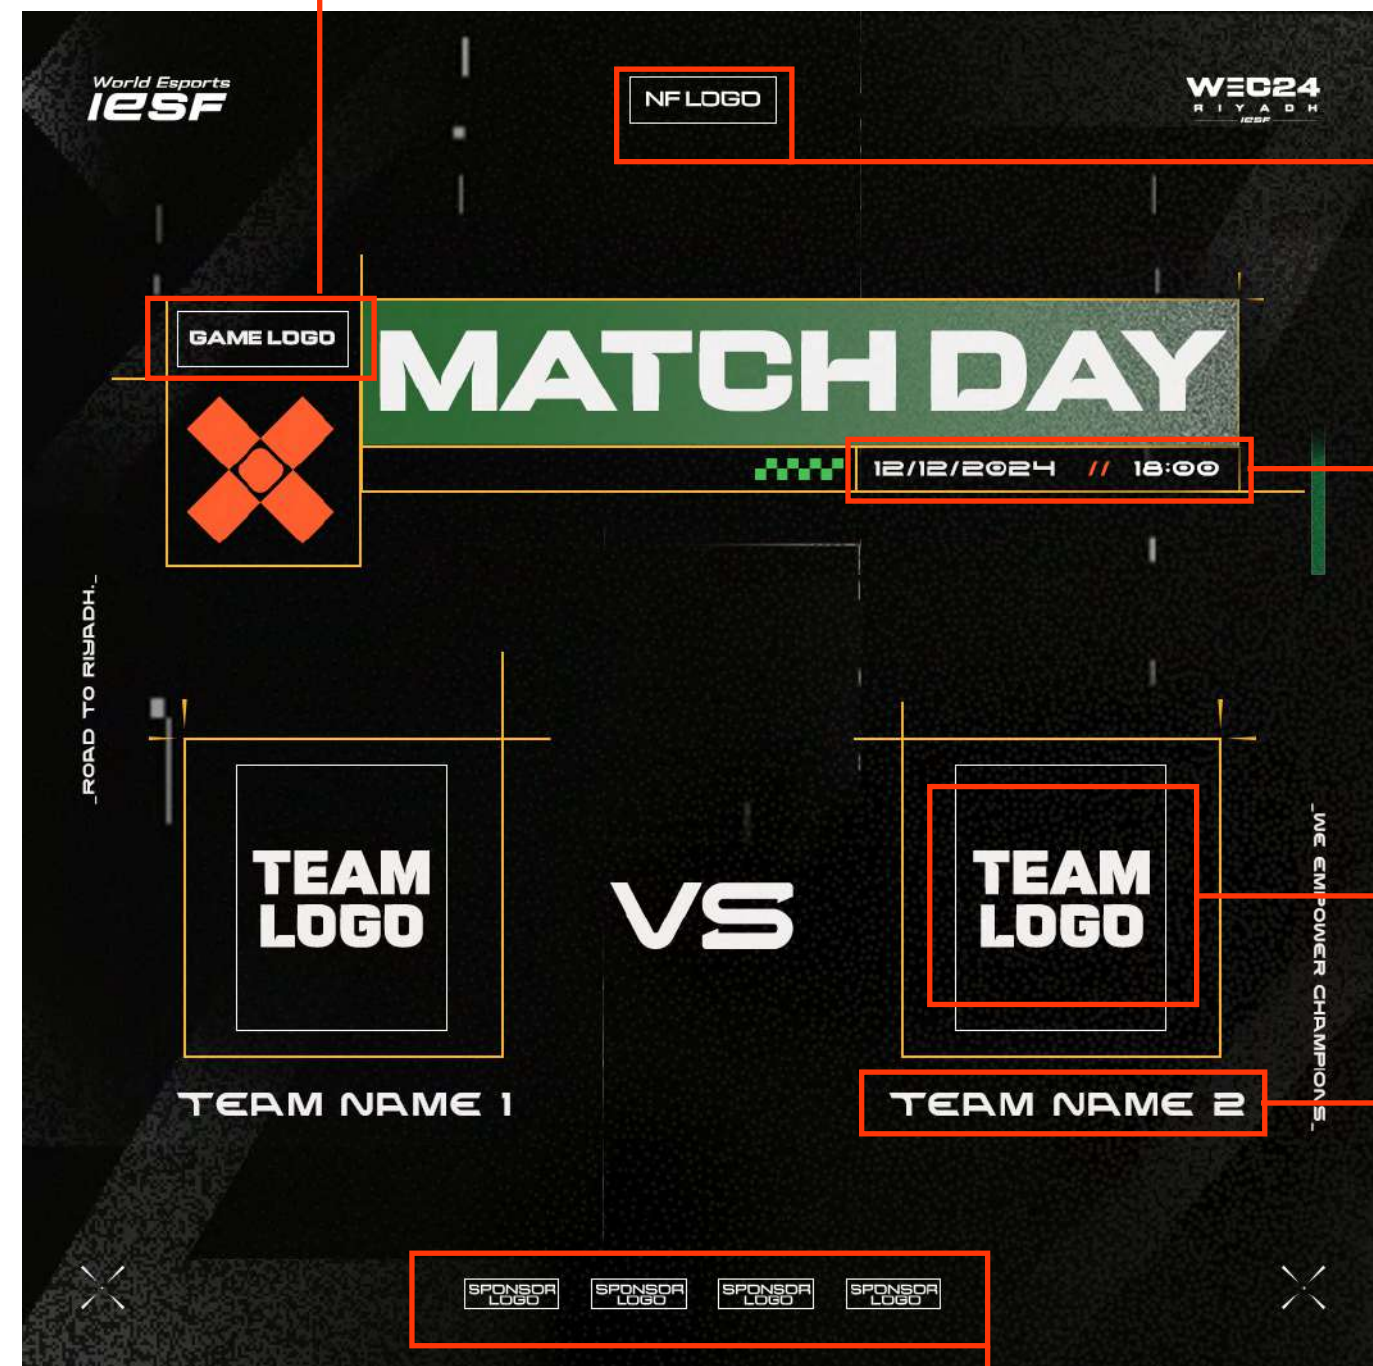 World Esports
IESF
NF LOGO
WEC24
RIYADH
IESF
GAME LOGO
MATCH DAY
12/12/2024 // 18:00
_ROAD TO RIYADH._
TEAM
LOGO
VS
TEAM
LOGO
_WE EMPOWER CHAMPIONS_
TEAM NAME 1
TEAM NAME 2
SPONSOR
LOGO
SPONSOR
LOGO
SPONSOR
LOGO
SPONSOR
LOGO